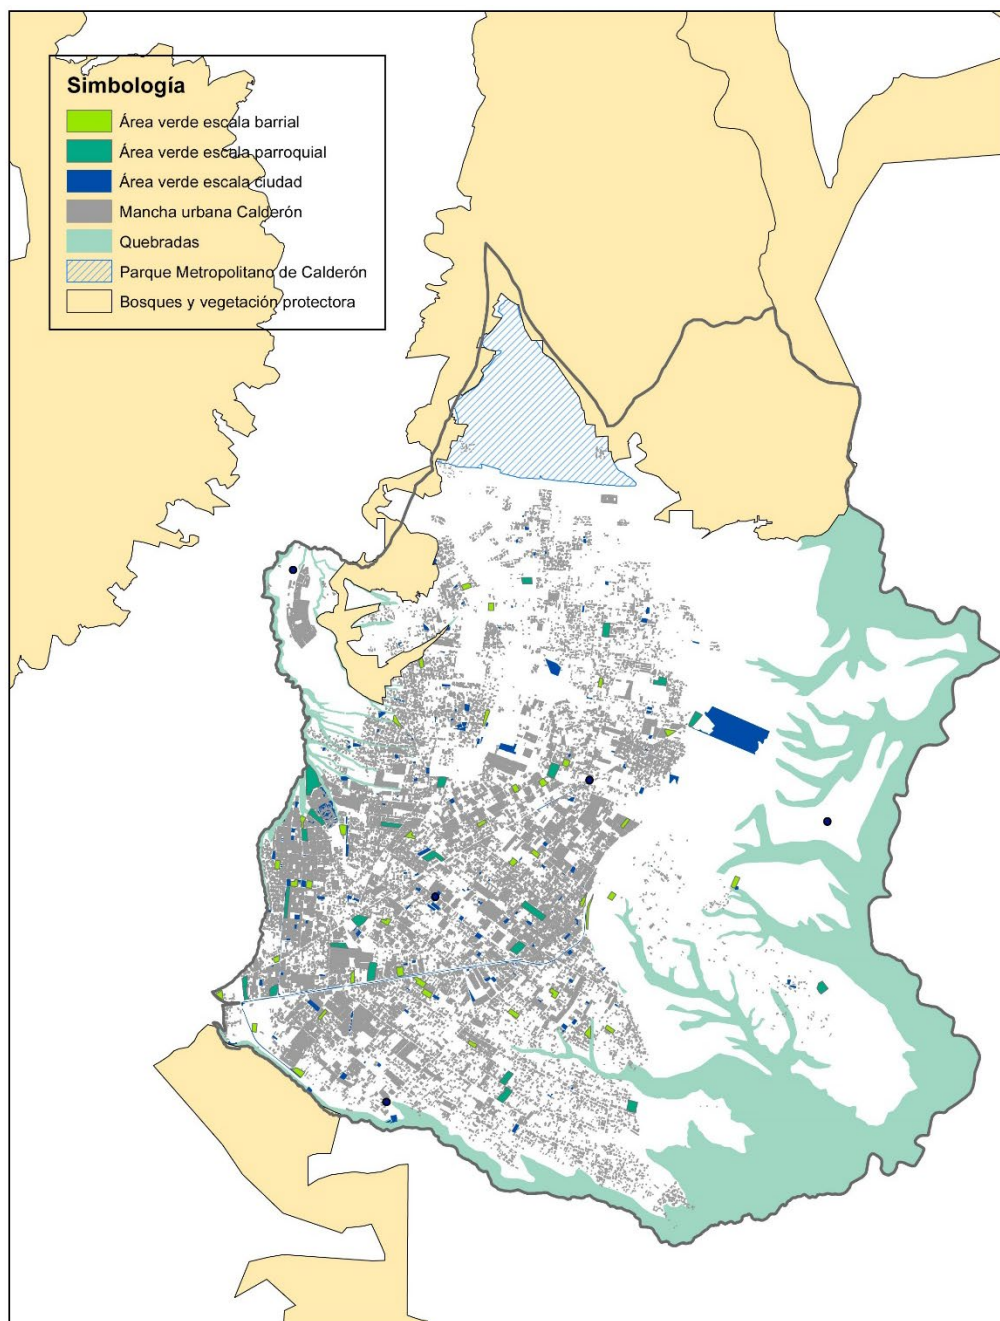 Simbología
Área verde escala barrial
Área verde escala parroquial
Área verde escala ciudad
Mancha urbana Calderón
Quebradas
Parque Metropolitano de Calderón
Bosques y vegetación protectora